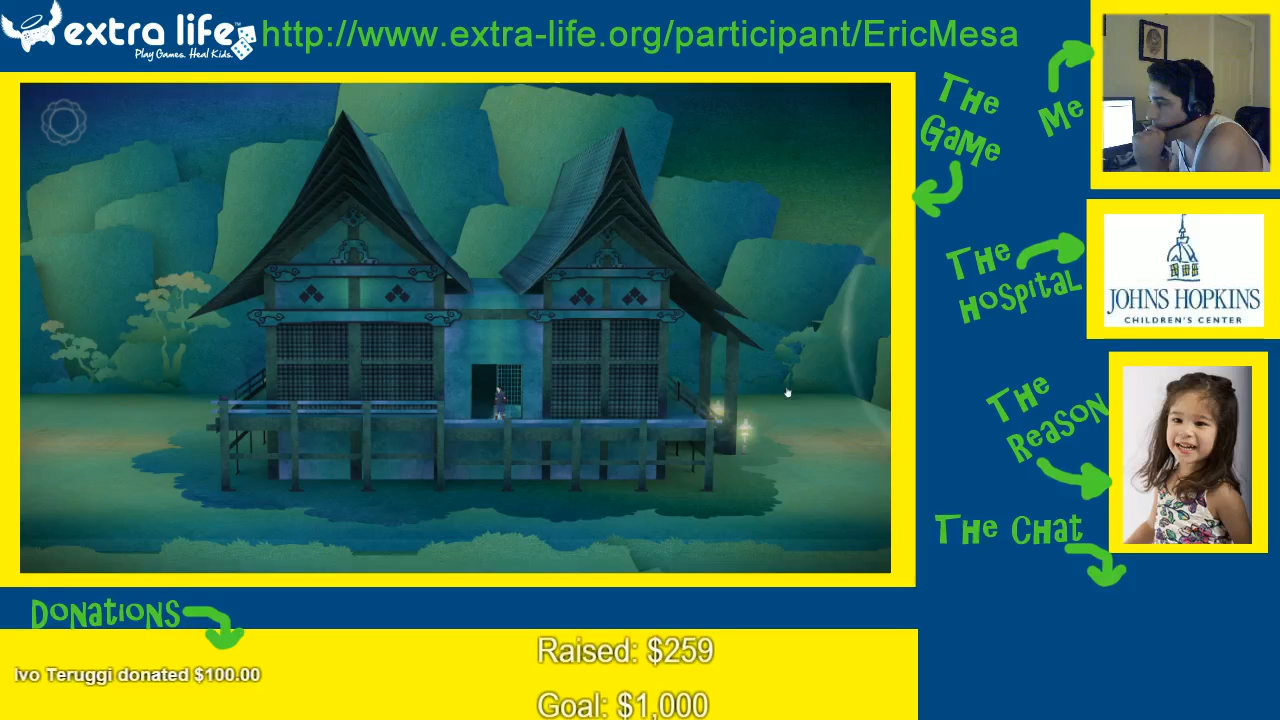 extra life
Play Games. Heal Kids.
http://www.extra-life.org/participant/EricMesa
The Game
Me
The Hospital
JOHNS HOPKINS
CHILDREN'S CENTER
The Reason
The Chat
Donations
Ivo Teruggi donated $100.00
Raised: $259
Goal: $1,000